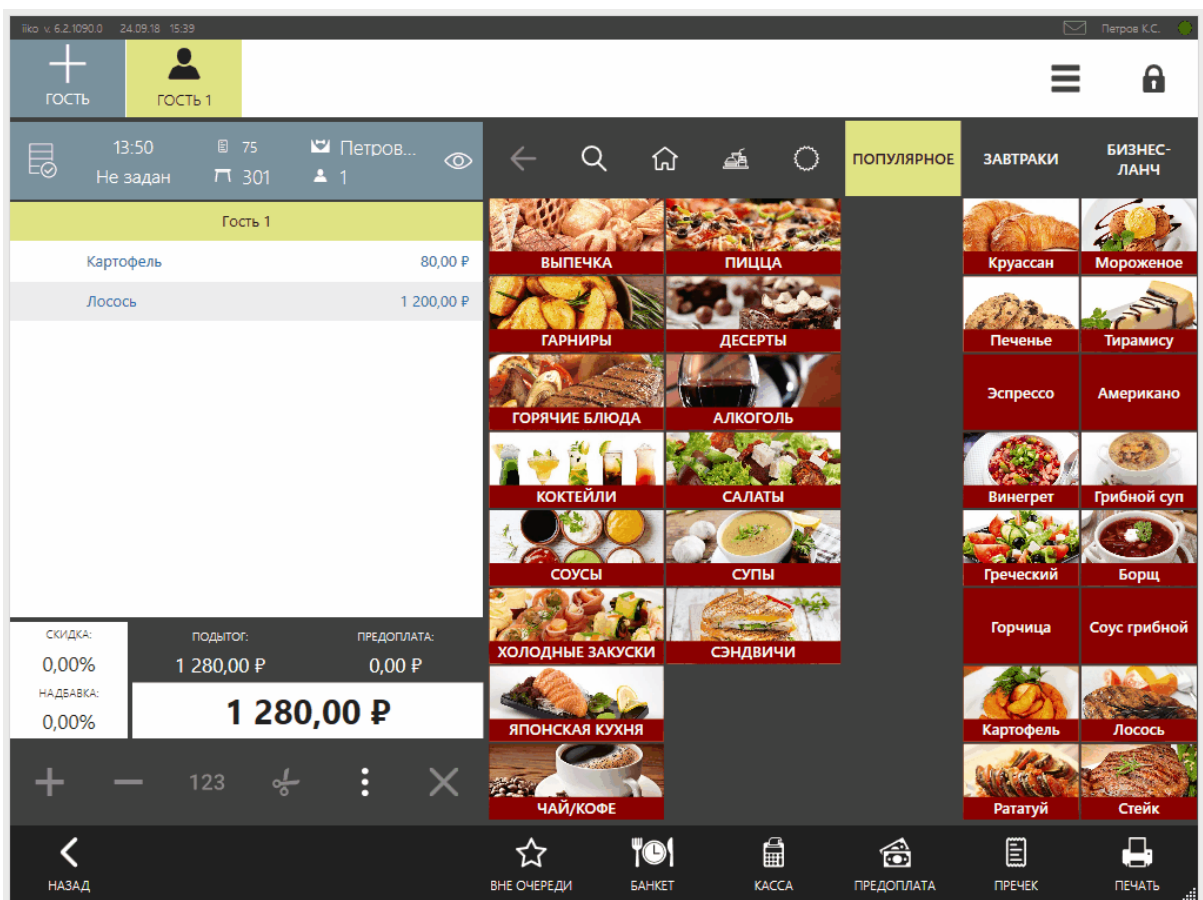 iiko v. 6.2.1090.0 24.09.18 15:39 Петров К.С.
ГОСТЬ ГОСТЬ 1
13:50 75 Петров...
Не задан 301 1
ПОПУЛЯРНОЕ ЗАВТРАКИ БИЗНЕС-
ЛАНЧ
Гость 1
Картофель 80,00 ₽
Лосось 1 200,00 ₽
СКИДКА: ПОДЫТОГ: ПРЕДОПЛАТА:
0,00% 1 280,00 ₽ 0,00 ₽
НАДБАВКА:
0,00% 1 280,00 ₽
123
ВЫПЕЧКА ПИЦЦА
ГАРНИРЫ ДЕСЕРТЫ
ГОРЯЧИЕ БЛЮДА АЛКОГОЛЬ
КОКТЕЙЛИ САЛАТЫ
СОУСЫ СУПЫ
ХОЛОДНЫЕ ЗАКУСКИ СЭНДВИЧИ
ЯПОНСКАЯ КУХНЯ
ЧАЙ/КОФЕ
Круассан Мороженое
Печенье Тирамису
Эспрессо Американо
Винегрет Грибной суп
Греческий Борщ
Горчица Соус грибной
Картофель Лосось
Рататуй Стейк
НАЗАД ВНЕ ОЧЕРЕДИ БАНКЕТ КАССА ПРЕДОПЛАТА ПРЕЧЕК ПЕЧАТЬ